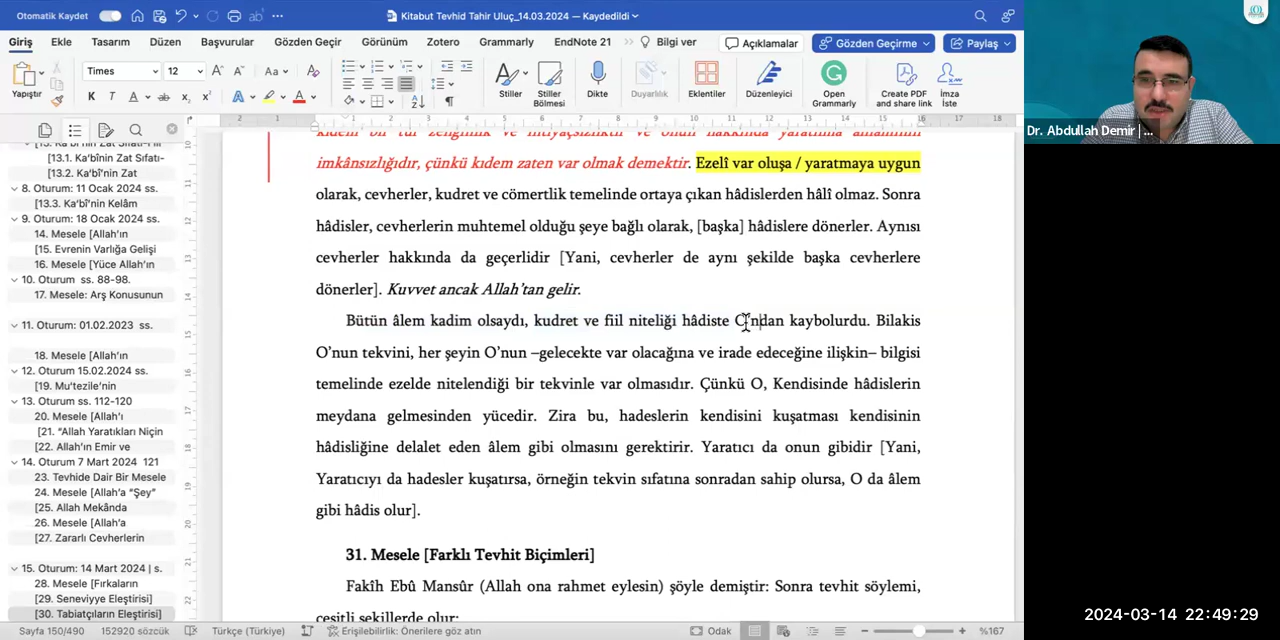 Otomatik Kaydet
Kitabut Tevhid Tahir Uluç_14.03.2024 — Kaydedildi
Giriş Ekle Tasarım Düzen Başvurular Gözden Geçir Görünüm Zotero Grammarly EndNote 21 Bilgi ver Açıklamalar Gözden Geçirme Paylaş
Yapıştır
Times 12
Stiller
Stiller Bölmesi
Dikte
Duyarlılık
Eklentiler
Düzenleyici
Open Grammarly
Create PDF and share link
İmza İste
[13.1. Ka‘bînin Zat Sıfatı-
[13.2. Ka‘bî’nin Zat
8. Oturum: 11 Ocak 2024 ss.
[13.3. Ka‘bî’nin Kelâm
9. Oturum: 18 Ocak 2024 ss.
14. Mesele [Allah’ın
[15. Evrenin Varlığa Gelişi
16. Mesele [Yüce Allah’ın
10. Oturum ss. 88-98.
17. Mesele: Arş Konusunun
11. Oturum: 01.02.2023 ss.
18. Mesele [Allah’ın
12. Oturum 15.02.2024 ss.
[19. Mu‘tezile’nin
13. Oturum ss. 112-120
20. Mesele [Allah’ı
[21. “Allah Yaratıkları Niçin
[22. Allah’ın Emir ve
14. Oturum 7 Mart 2024 121
23. Tevhide Dair Bir Mesele
24. Mesele [Allah’a “Şey”
[25. Allah Mekânda
26. Mesele [Allah’a
[27. Zararlı Cevherlerin
15. Oturum: 14 Mart 2024 | s.
28. Mesele [Fırkaların
[29. Seneviyye Eleştirisi]
[30. Tabiatçıların Eleştirisi]
kıdem bir tür zenginlik ve ihtiyaçsızlıktır ve onun hakkında yaratılma anlamının
imkânsızlığıdır, çünkü kıdem zaten var olmak demektir. Ezelî var oluşa / yaratmaya uygun
olarak, cevherler, kudret ve cömertlik temelinde ortaya çıkan hâdislerden hâlî olmaz. Sonra
hâdisler, cevherlerin muhtemel olduğu şeye bağlı olarak, [başka] hâdislere dönerler. Aynısı
cevherler hakkında da geçerlidir [Yani, cevherler de aynı şekilde başka cevherlere
dönerler]. Kuvvet ancak Allah’tan gelir.
Bütün âlem kadim olsaydı, kudret ve fiil niteliği hâdiste O’ndan kaybolurdu. Bilakis
O’nun tekvini, her şeyin O’nun –gelecekte var olacağına ve irade edeceğine ilişkin– bilgisi
temelinde ezelde nitelendiği bir tekvinle var olmasıdır. Çünkü O, Kendisinde hâdislerin
meydana gelmesinden yücedir. Zira bu, hadeslerin kendisini kuşatması kendisinin
hâdisliğine delalet eden âlem gibi olmasını gerektirir. Yaratıcı da onun gibidir [Yani,
Yaratıcıyı da hadesler kuşatırsa, örneğin tekvin sıfatına sonradan sahip olursa, O da âlem
gibi hâdis olur].
31. Mesele [Farklı Tevhit Biçimleri]
Fakîh Ebû Mansûr (Allah ona rahmet eylesin) şöyle demiştir: Sonra tevhit söylemi,
çeşitli şekillerde olur:
Sayfa 150/490 152920 sözcük Türkçe (Türkiye) Erişilebilirlik: Önerilere göz atın Odak %167
Dr. Abdullah Demir | ...
2024-03-14 22:49:29